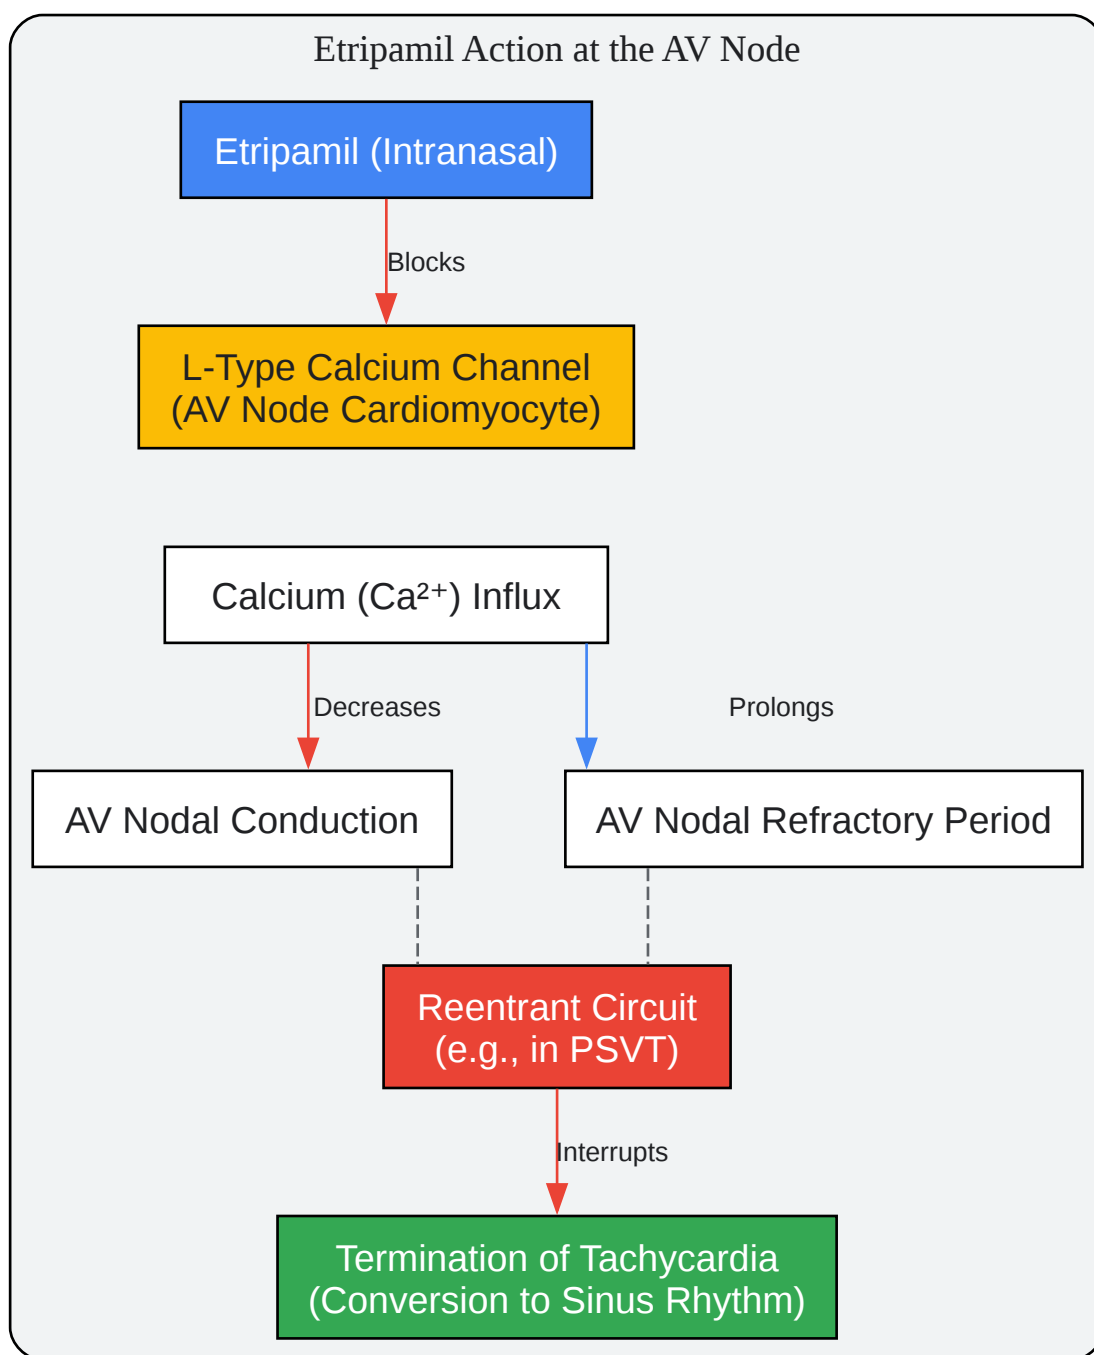 Etripamil Action at the AV Node
Etripamil (Intranasal)
Blocks
L-Type Calcium Channel
(AV Node Cardiomyocyte)
Calcium (Ca²⁺) Influx
Decreases
Prolongs
AV Nodal Conduction
AV Nodal Refractory Period
Reentrant Circuit
(e.g., in PSVT)
Interrupts
Termination of Tachycardia
(Conversion to Sinus Rhythm)